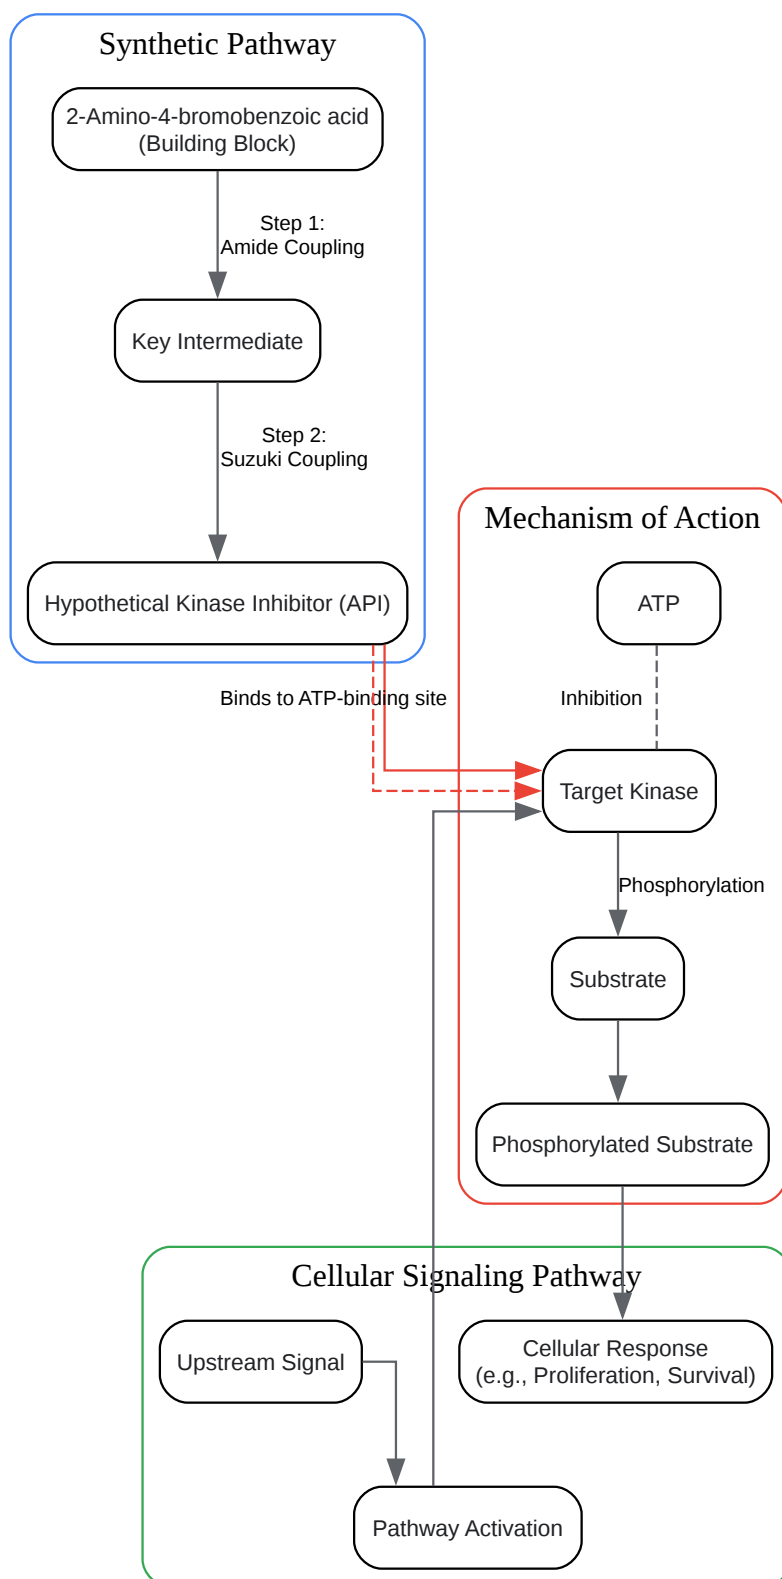 Synthetic Pathway
2-Amino-4-bromobenzoic acid
(Building Block)
Step 1:
Amide Coupling
Key Intermediate
Step 2:
Suzuki Coupling
Hypothetical Kinase Inhibitor (API)
Mechanism of Action
ATP
Binds to ATP-binding site
Inhibition
Target Kinase
Phosphorylation
Substrate
Phosphorylated Substrate
Cellular Signaling Pathway
Upstream Signal
Cellular Response
(e.g., Proliferation, Survival)
Pathway Activation